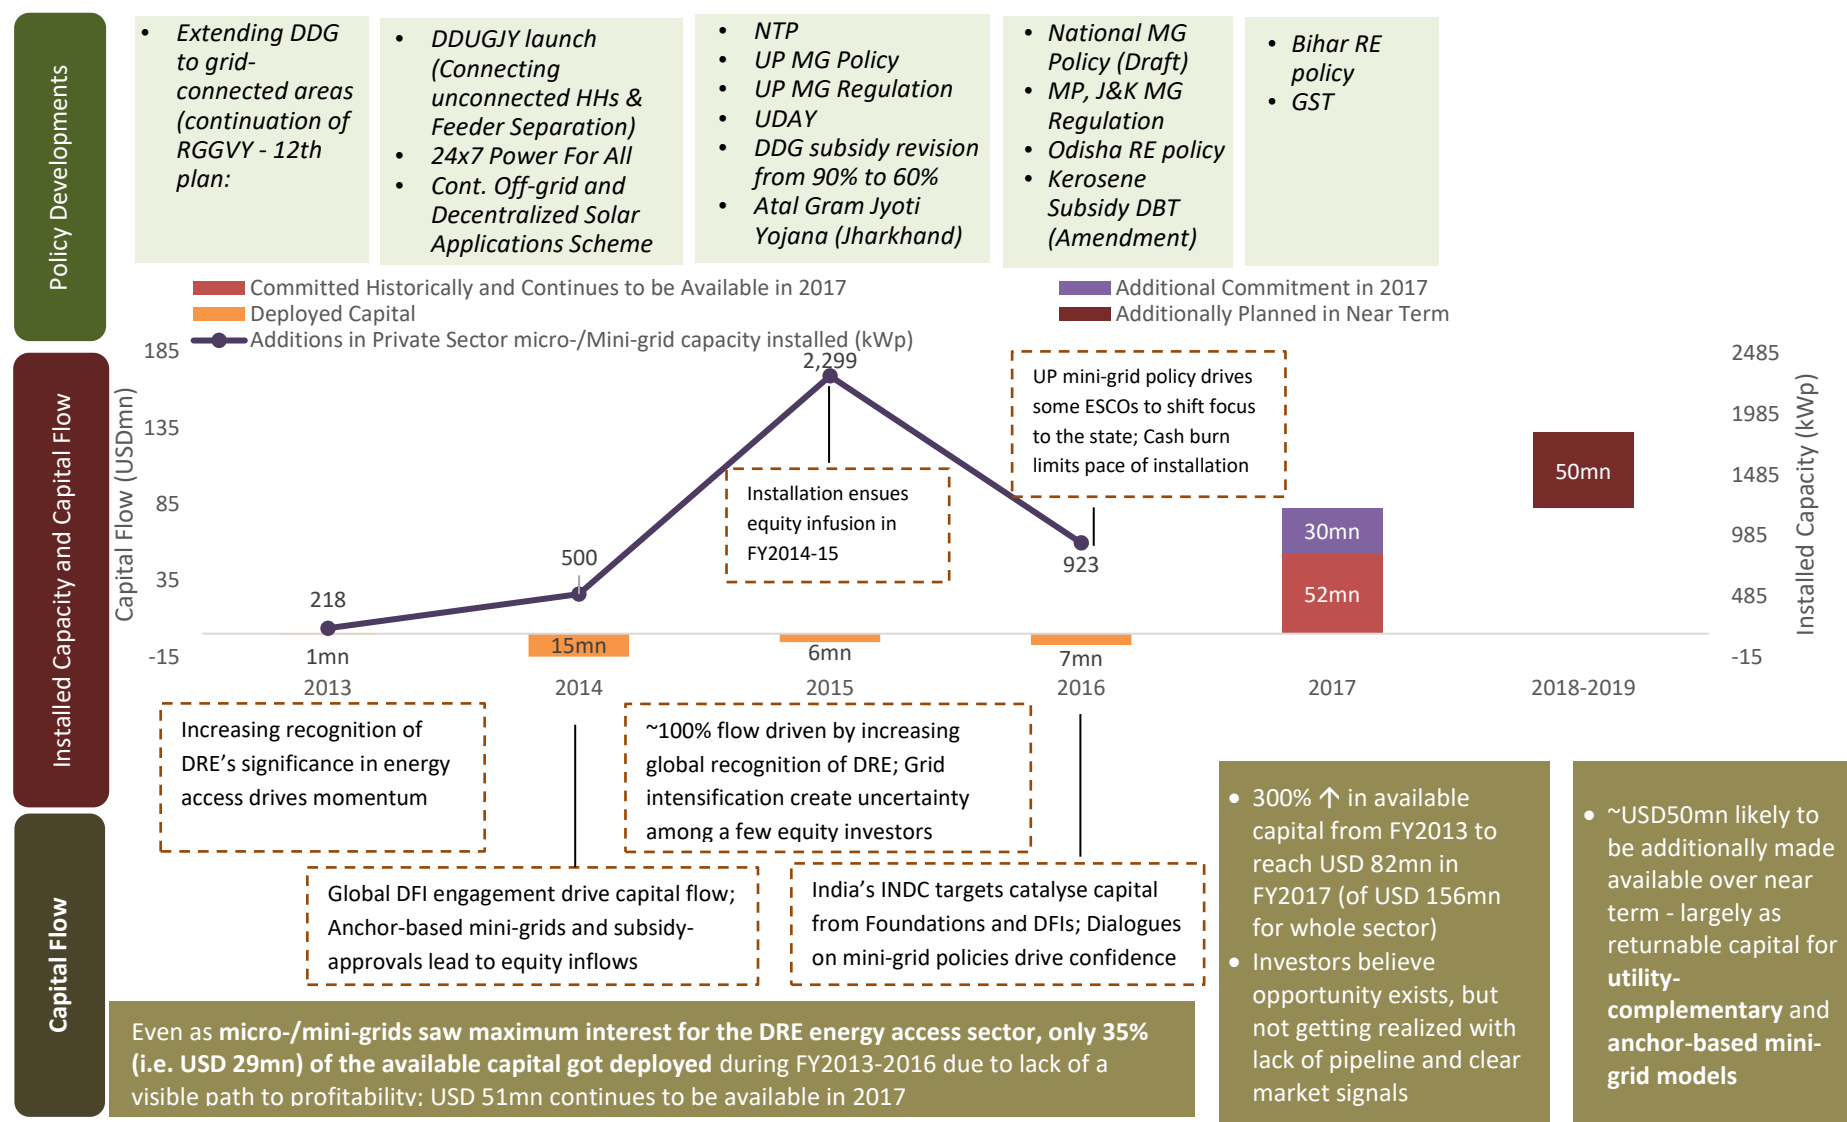 Policy Developments
• Extending DDG
to grid-
connected areas
(continuation of
RGGVY - 12th
plan:
• DDUGJY launch
(Connecting
unconnected HHs &
Feeder Separation)
• 24x7 Power For All
• Cont. Off-grid and
Decentralized Solar
Applications Scheme
• NTP
• UP MG Policy
• UP MG Regulation
• UDAY
• DDG subsidy revision
from 90% to 60%
• Atal Gram Jyoti
Yojana (Jharkhand)
• National MG
Policy (Draft)
• MP, J&K MG
Regulation
• Odisha RE policy
• Kerosene
Subsidy DBT
(Amendment)
• Bihar RE
policy
• GST
Committed Historically and Continues to be Available in 2017
Additional Commitment in 2017
Deployed Capital
Additionally Planned in Near Term
Additions in Private Sector micro-/Mini-grid capacity installed (kWp)
Installed Capacity and Capital Flow
Capital Flow (USDmn)
185
135
85
35
-15
2485
1985
1485
985
485
-15
Installed Capacity (kWp)
218
500
2,299
923
Installation ensues
equity infusion in
FY2014-15
UP mini-grid policy drives
some ESCOs to shift focus
to the state; Cash burn
limits pace of installation
50mn
30mn
52mn
1mn
15mn
6mn
7mn
2013
2014
2015
2016
2017
2018-2019
Capital Flow
Increasing recognition of
DRE's significance in energy
access drives momentum
~100% flow driven by increasing
global recognition of DRE; Grid
intensification create uncertainty
among a few equity investors
Global DFI engagement drive capital flow;
Anchor-based mini-grids and subsidy-
approvals lead to equity inflows
India's INDC targets catalyse capital
from Foundations and DFIs; Dialogues
on mini-grid policies drive confidence
• 300% ↑ in available
capital from FY2013 to
reach USD 82mn in
FY2017 (of USD 156mn
for whole sector)
• Investors believe
opportunity exists, but
not getting realized with
lack of pipeline and clear
market signals
• ~USD50mn likely to
be additionally made
available over near
term - largely as
returnable capital for
utility-
complementary and
anchor-based mini-
grid models
Even as micro-/mini-grids saw maximum interest for the DRE energy access sector, only 35%
(i.e. USD 29mn) of the available capital got deployed during FY2013-2016 due to lack of a
visible path to profitability; USD 51mn continues to be available in 2017